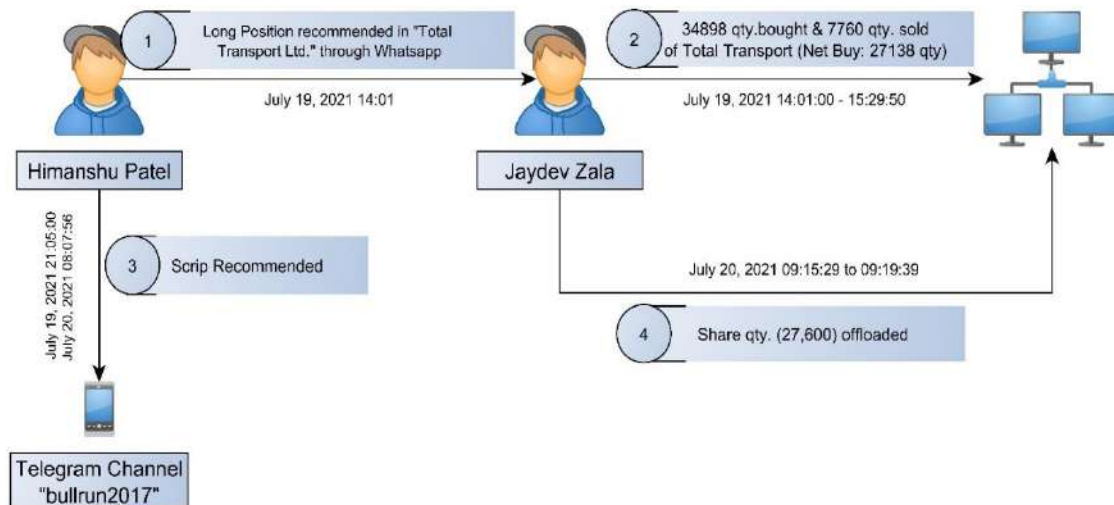 1
Long Position recommended in "Total
Transport Ltd." through Whatsapp
July 19, 2021 14:01
2
34898 qty.bought & 7760 qty. sold
of Total Transport (Net Buy: 27138 qty)
July 19, 2021 14:01:00 - 15:29:50
Himanshu Patel
Jaydev Zala
July 19, 2021 21:05:00
July 20, 2021 08:07:56
3
Scrip Recommended
July 20, 2021 09:15:29 to 09:19:39
4
Share qty. (27,600) offloaded
Telegram Channel
"bullrun2017"